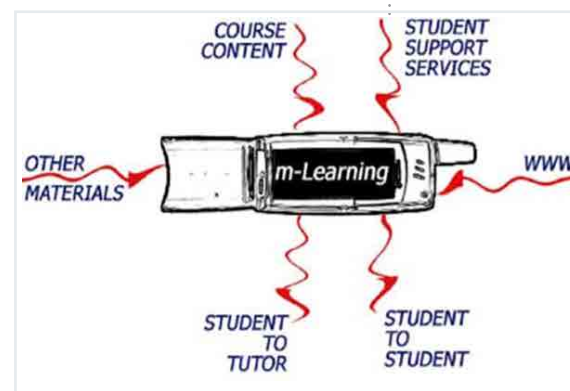 COURSE
CONTENT
STUDENT
SUPPORT
SERVICES
OTHER
MATERIALS
m-Learning
WWW
STUDENT
TO
TUTOR
STUDENT
TO
STUDENT